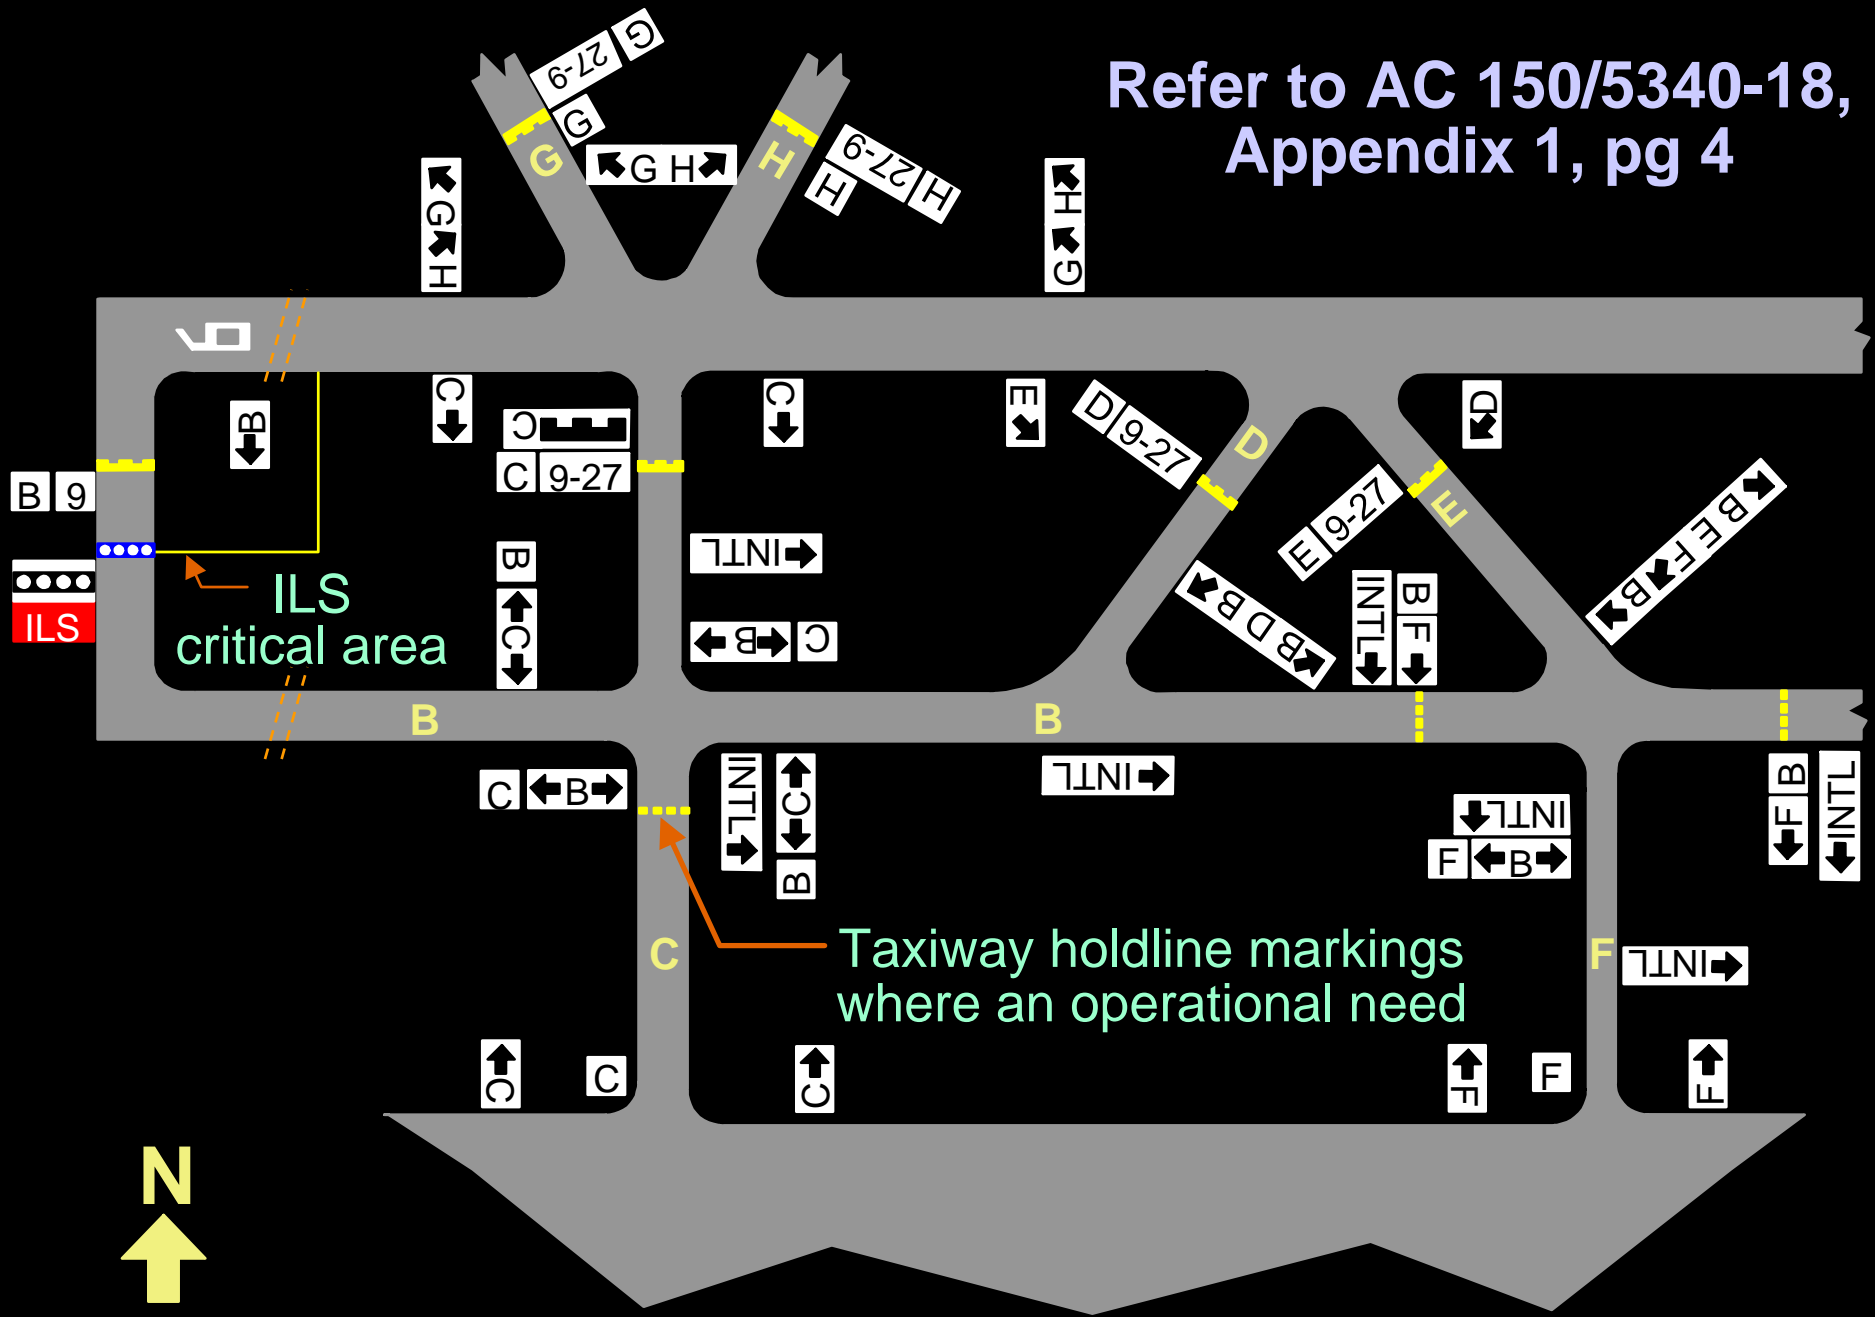 Refer to AC 150/5340-18,
Appendix 1, pg 4
G
27-9
G
G
G H
H
H
9-27
H
G
H
H
G
9
B
C
C
E
D
C
C 9-27
D 9-27
D
E 9-27
E
B 9
ILS
ILS
critical area
B
C
INTL
B C
B D B
INTL
B
F
B E F B
B
B
C B
INTL
C
B
INTL
INTL
F B
B
F
INTL
C
Taxiway holdline markings
where an operational need
F
INTL
C
C
C
F
F
F
N